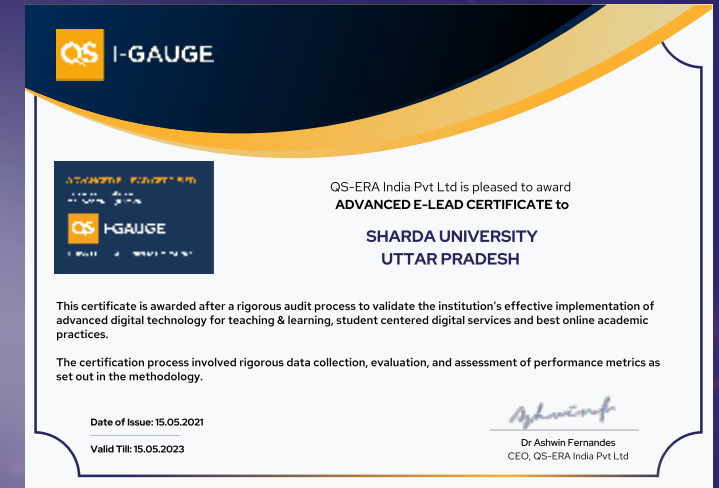 QS I-GAUGE
QS I-GAUGE
QS-ERA India Pvt Ltd is pleased to award
ADVANCED E-LEAD CERTIFICATE to
SHARDA UNIVERSITY
UTTAR PRADESH
This certificate is awarded after a rigorous audit process to validate the institution's effective implementation of
advanced digital technology for teaching & learning, student centered digital services and best online academic
practices.
The certification process involved rigorous data collection, evaluation, and assessment of performance metrics as
set out in the methodology.
Date of Issue: 15.05.2021
Valid Till: 15.05.2023
Dr Ashwin Fernandes
CEO, QS-ERA India Pvt Ltd